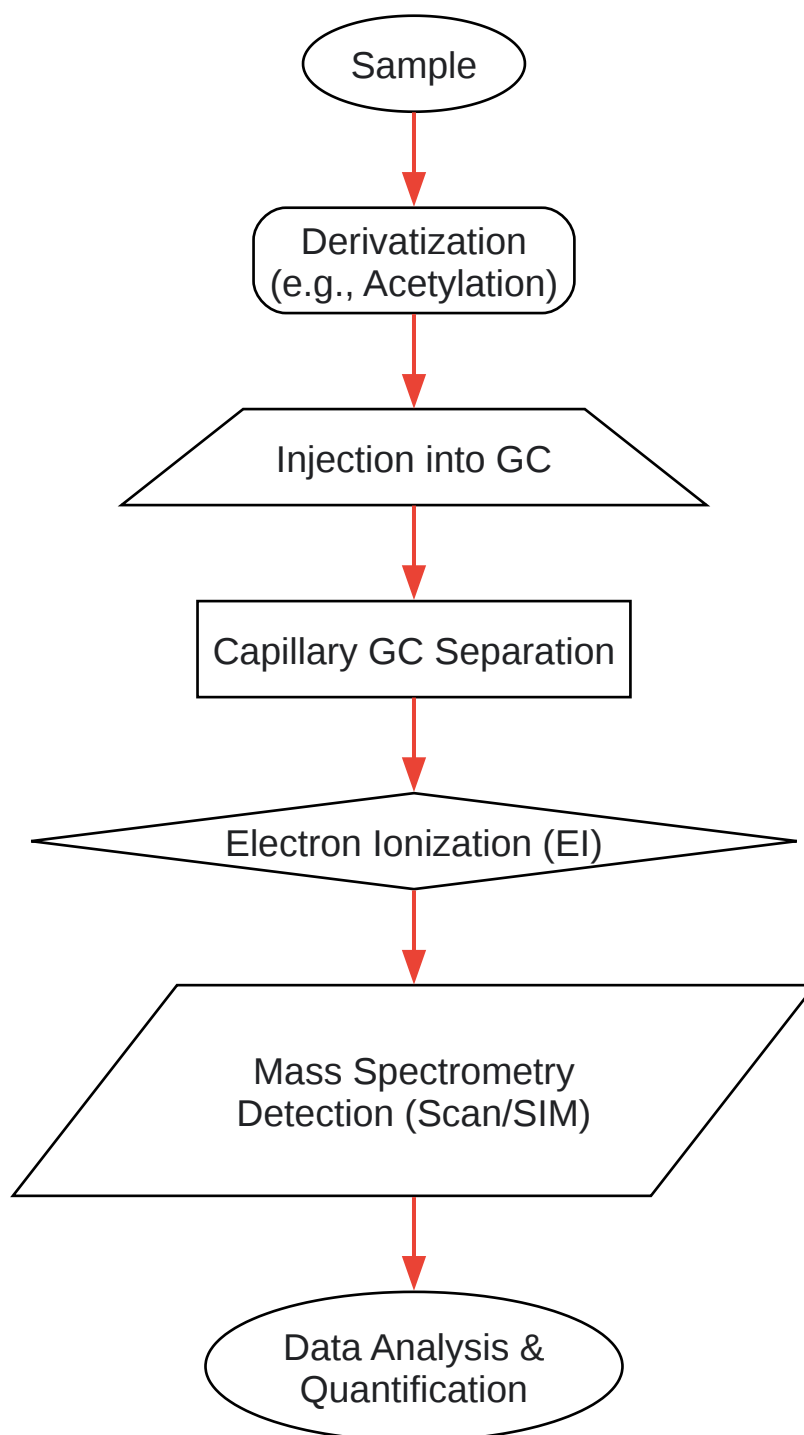 Sample
Derivatization
(e.g., Acetylation)
Injection into GC
Capillary GC Separation
Electron Ionization (EI)
Mass Spectrometry
Detection (Scan/SIM)
Data Analysis &
Quantification